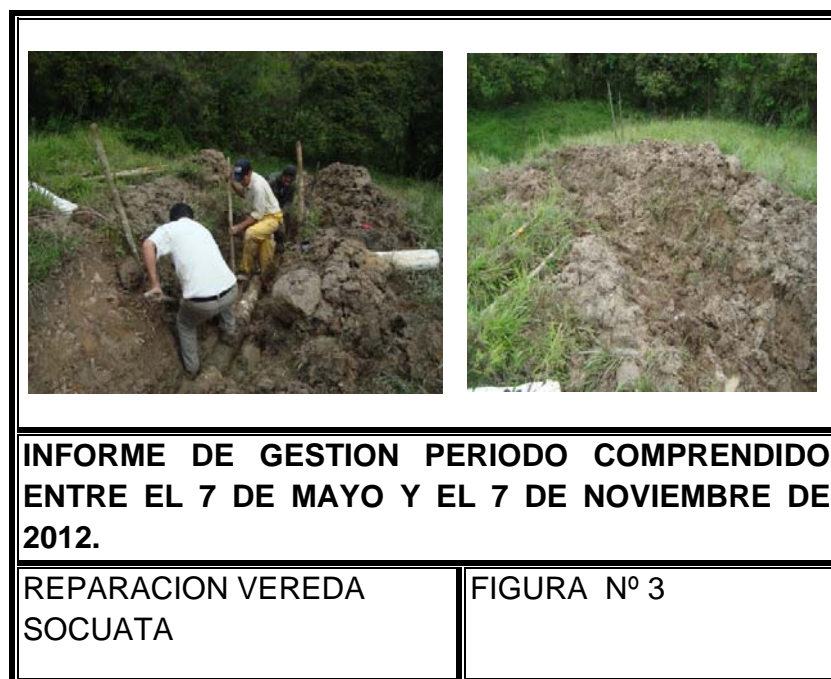 INFORME DE GESTION PERIODO COMPRENDIDO
ENTRE EL 7 DE MAYO Y EL 7 DE NOVIEMBRE DE
2012.
REPARACION VEREDA
SOCUATA
FIGURA Nº 3